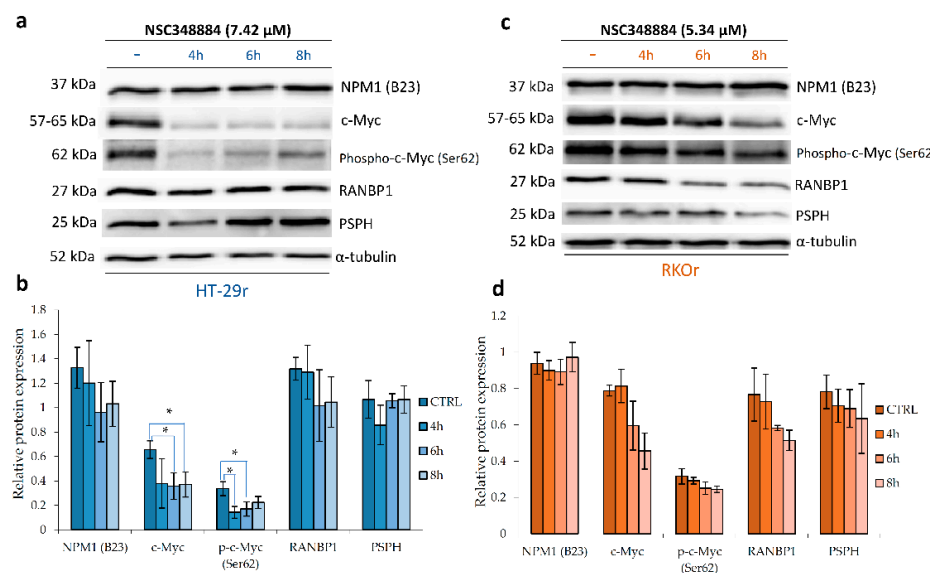 a
NSC348884 (7.42 µM)
– 4h 6h 8h
37 kDa NPM1 (B23)
57-65 kDa c-Myc
62 kDa Phospho-c-Myc (Ser62)
27 kDa RANBP1
25 kDa PSPH
52 kDa α-tubulin
HT-29r
c
NSC348884 (5.34 µM)
– 4h 6h 8h
37 kDa NPM1 (B23)
57-65 kDa c-Myc
62 kDa Phospho-c-Myc (Ser62
27 kDa RANBP1
25 kDa PSPH
52 kDa α-tubulin
RKOr
b
Relative protein expression
1.8
1.6
1.4
1.2
1
0.8
0.6
0.4
0.2
0
*
*
*
*
CTRL
4h
6h
8h
NPM1 (B23) c-Myc p-c-Myc RANBP1 PSPH
(Ser62)
d
Relative protein expression
1.2
1
0.8
0.6
0.4
0.2
0
CTRL
4h
6h
8h
NPM1 (B23) c-Myc p-c-Myc RANBP1 PSPH
(Ser62)